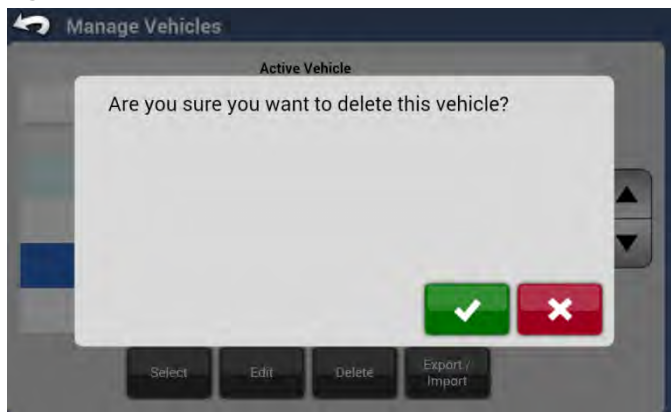 Manage Vehicles
Active Vehicle
Are you sure you want to delete this vehicle?
Select
Edit
Delete
Export /
Import